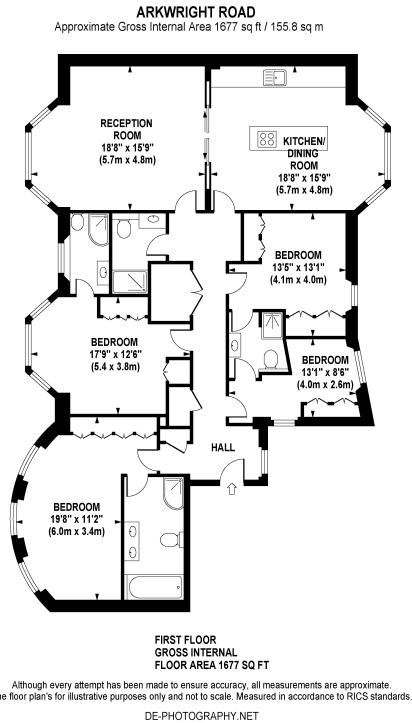 ARKWRIGHT ROAD
Approximate Gross Internal Area 1677 sq ft / 155.8 sq m
RECEPTION
ROOM
18'8" x 15'9"
(5.7m x 4.8m)
KITCHEN/
DINING
ROOM
18'8" x 15'9"
(5.7m x 4.8m)
BEDROOM
13'5" x 13'1"
(4.1m x 4.0m)
BEDROOM
17'9" x 12'6"
(5.4 x 3.8m)
BEDROOM
13'1" x 8'6"
(4.0m x 2.6m)
HALL
BEDROOM
19'8" x 11'2"
(6.0m x 3.4m)
FIRST FLOOR
GROSS INTERNAL
FLOOR AREA 1677 SQ FT
Although every attempt has been made to ensure accuracy, all measurements are approximate.
e floor plan's for illustrative purposes only and not to scale. Measured in accordance to RICS standards.
DE-PHOTOGRAPHY.NET